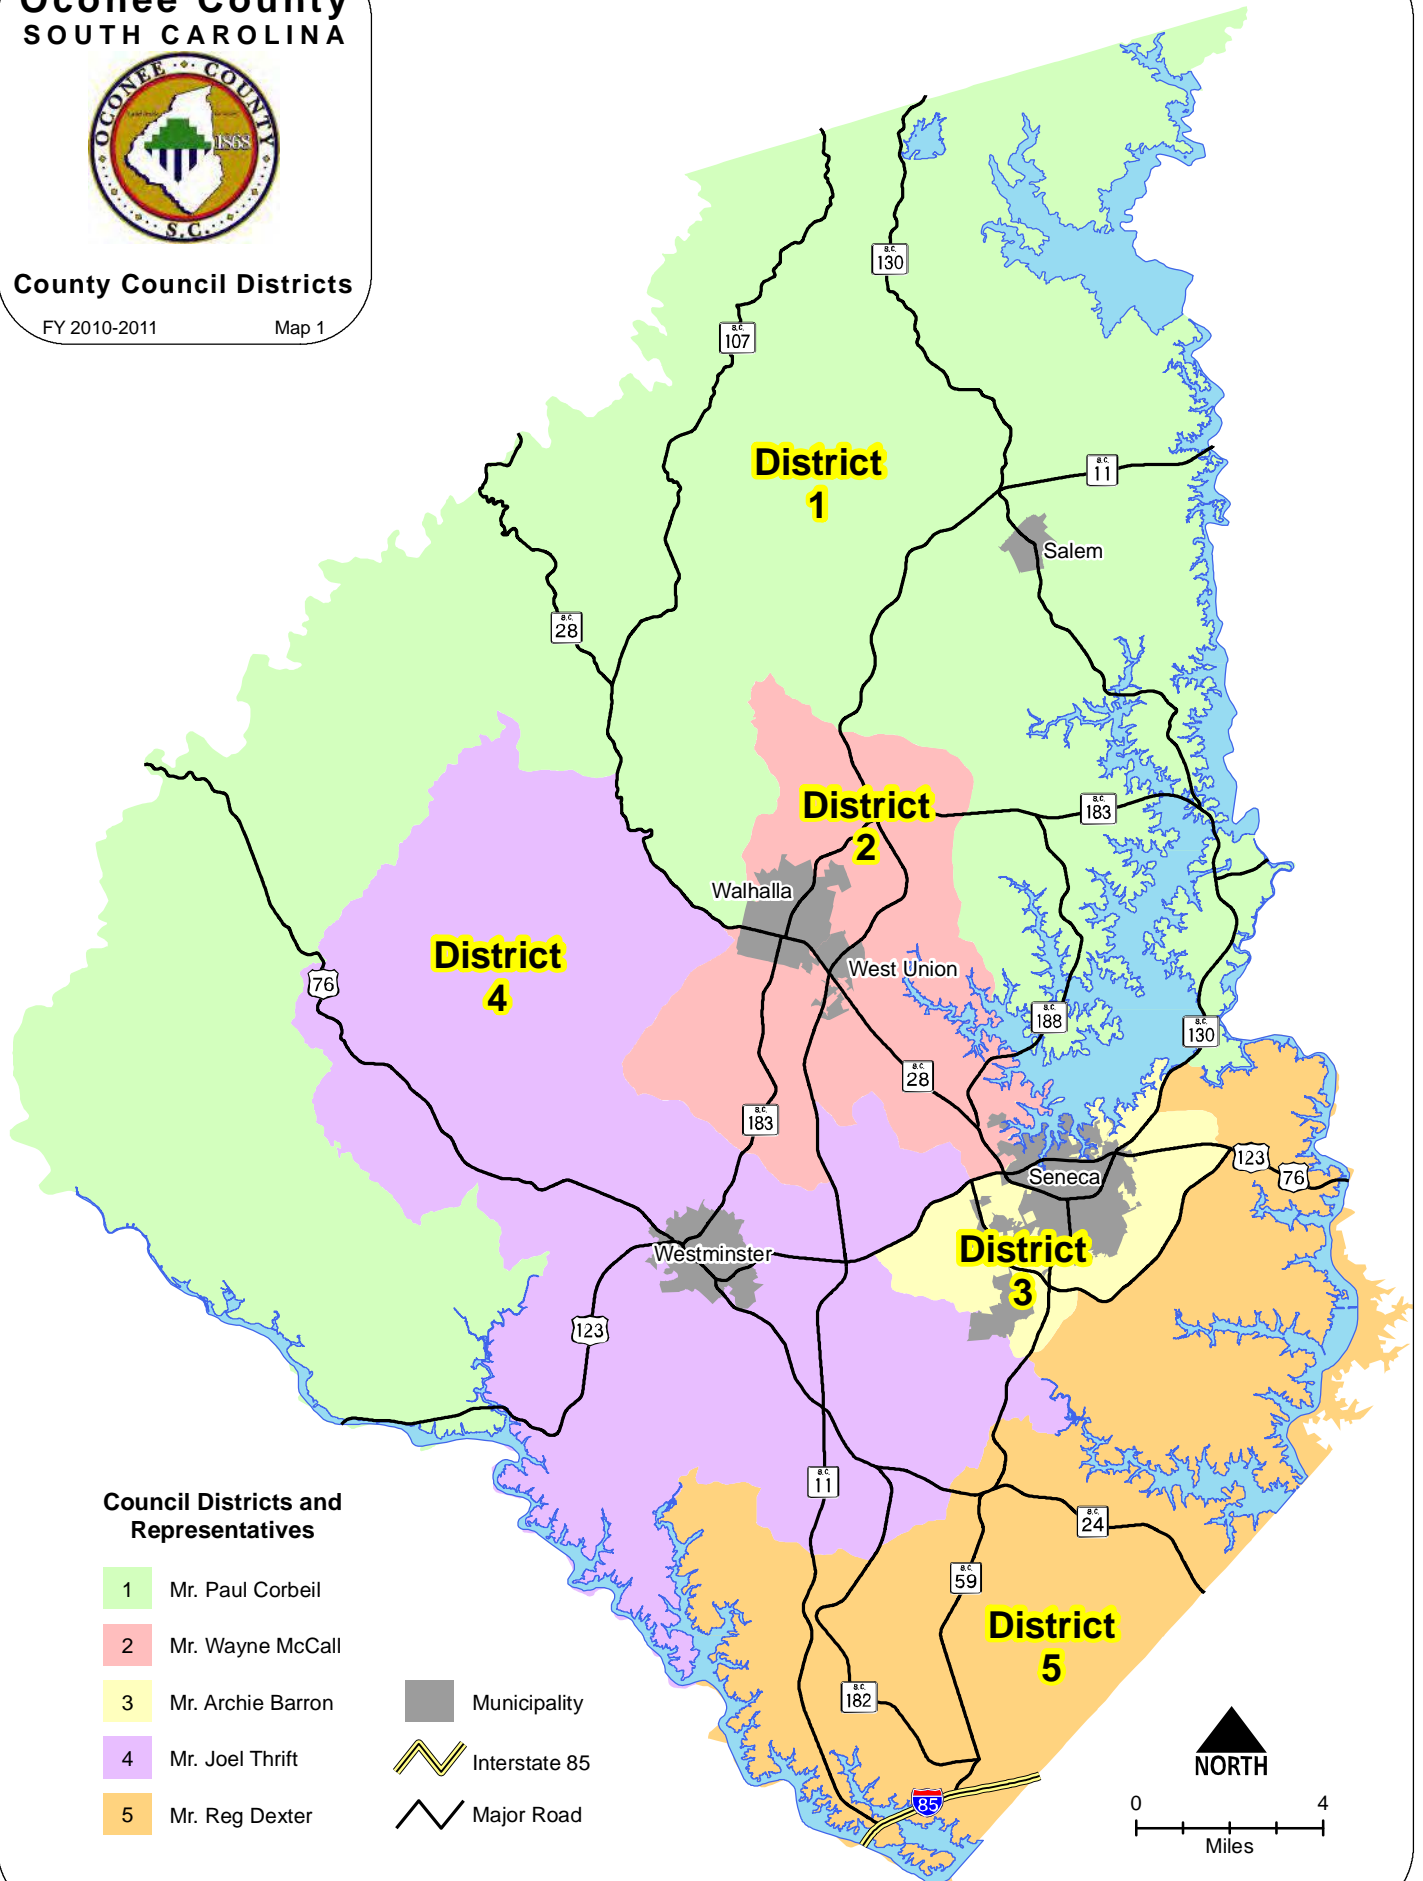 Oconee County
SOUTH CAROLINA
OCONEE COUNTY
1868
S.C.
County Council Districts
FY 2010-2011
Map 1
S.C.
130
S.C.
107
District
1
S.C.
11
Salem
S.C.
28
District
2
S.C.
183
Walhalla
District
4
West Union
76
S.C.
188
S.C.
130
S.C.
28
S.C.
183
123
76
Seneca
Westminster
District
3
123
S.C.
11
S.C.
24
S.C.
59
District
5
S.C.
182
85
Council Districts and
Representatives
1 Mr. Paul Corbeil
2 Mr. Wayne McCall
3 Mr. Archie Barron
4 Mr. Joel Thrift
5 Mr. Reg Dexter
Municipality
Interstate 85
Major Road
NORTH
0 4
Miles